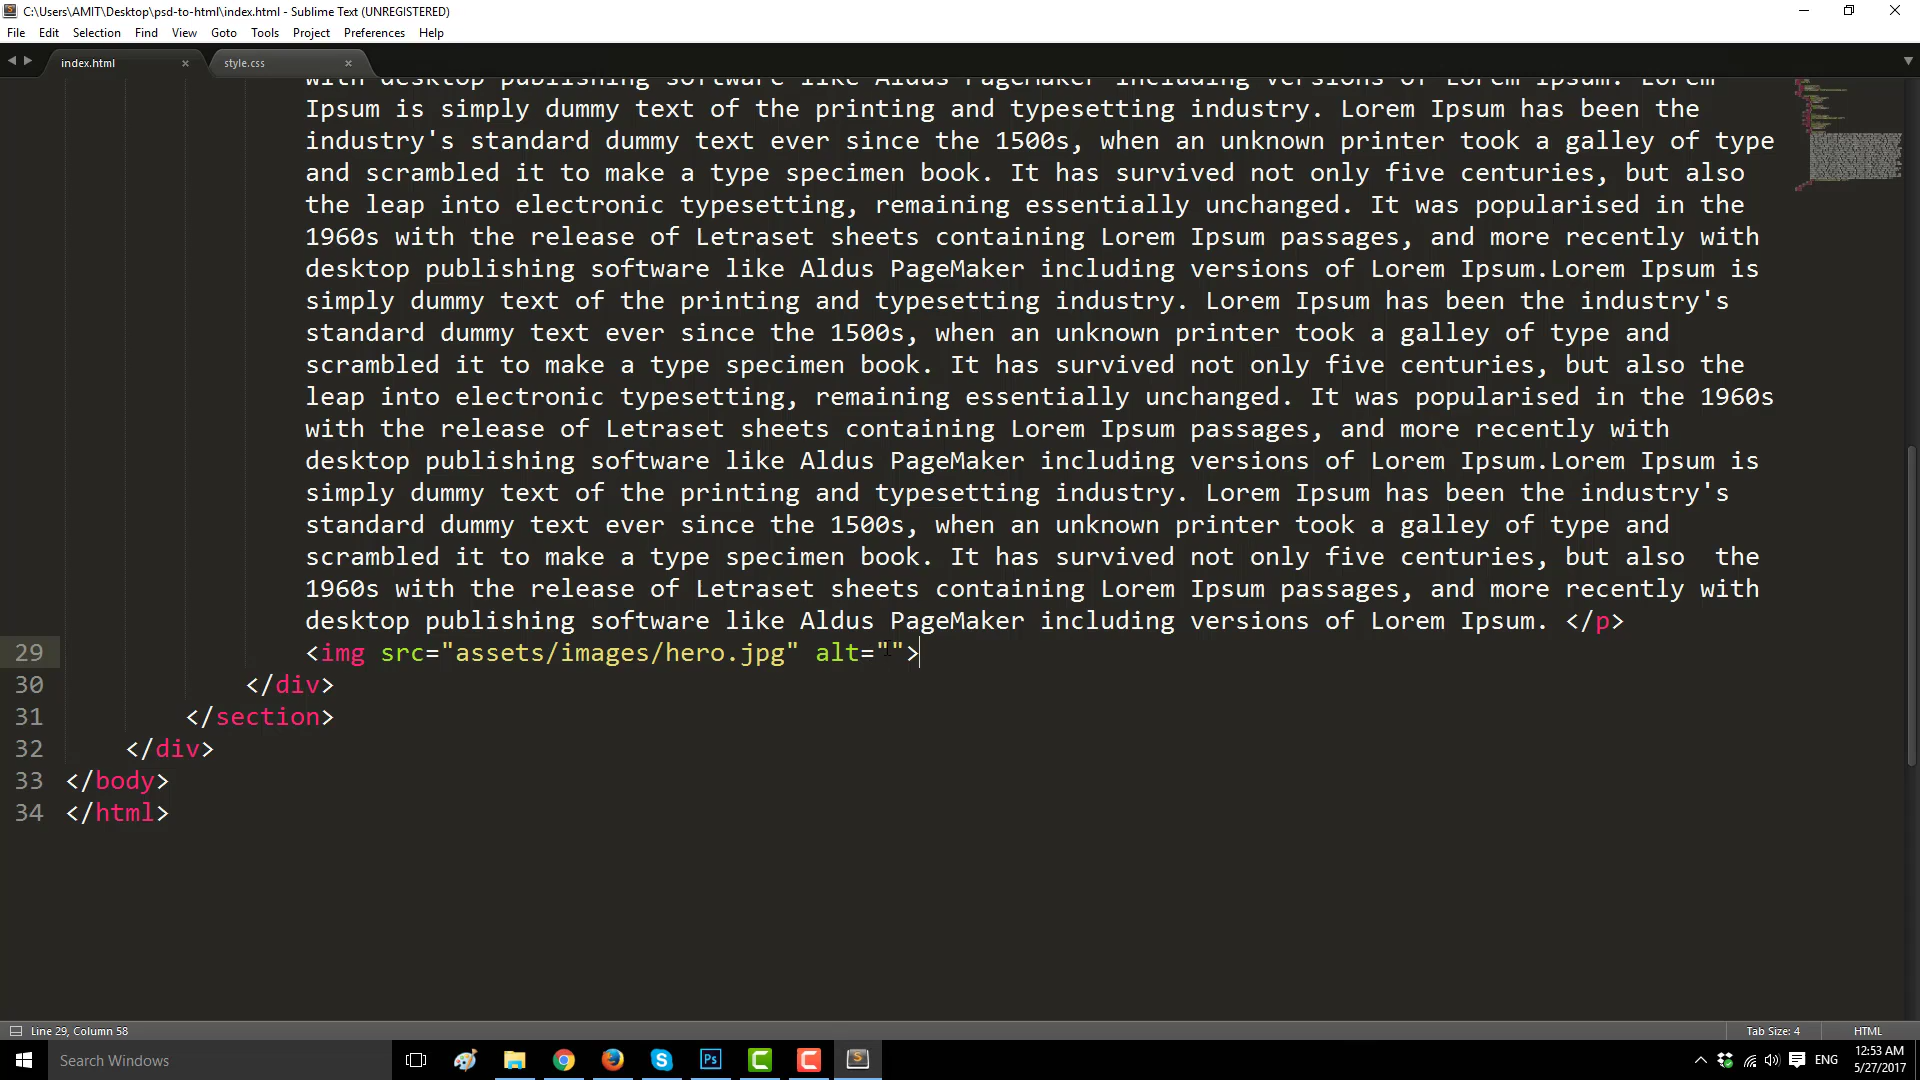 C:\Users\AMIT\Desktop\psd-to-html\index.html - Sublime Text (UNREGISTERED)
File Edit Selection Find View Goto Tools Project Preferences Help
index.html × style.css ×
with desktop publishing software like Aldus PageMaker including versions of Lorem Ipsum. Lorem
Ipsum is simply dummy text of the printing and typesetting industry. Lorem Ipsum has been the
industry's standard dummy text ever since the 1500s, when an unknown printer took a galley of type
and scrambled it to make a type specimen book. It has survived not only five centuries, but also
the leap into electronic typesetting, remaining essentially unchanged. It was popularised in the
1960s with the release of Letraset sheets containing Lorem Ipsum passages, and more recently with
desktop publishing software like Aldus PageMaker including versions of Lorem Ipsum.Lorem Ipsum is
simply dummy text of the printing and typesetting industry. Lorem Ipsum has been the industry's
standard dummy text ever since the 1500s, when an unknown printer took a galley of type and
scrambled it to make a type specimen book. It has survived not only five centuries, but also the
leap into electronic typesetting, remaining essentially unchanged. It was popularised in the 1960s
with the release of Letraset sheets containing Lorem Ipsum passages, and more recently with
desktop publishing software like Aldus PageMaker including versions of Lorem Ipsum.Lorem Ipsum is
simply dummy text of the printing and typesetting industry. Lorem Ipsum has been the industry's
standard dummy text ever since the 1500s, when an unknown printer took a galley of type and
scrambled it to make a type specimen book. It has survived not only five centuries, but also  the
1960s with the release of Letraset sheets containing Lorem Ipsum passages, and more recently with
desktop publishing software like Aldus PageMaker including versions of Lorem Ipsum. </p>
29 <img src="assets/images/hero.jpg" alt="">
30 </div>
31 </section>
32 </div>
33 </body>
34 </html>
Line 29, Column 58 Tab Size: 4 HTML
Search Windows Ps ENG 12:53 AM
5/27/2017